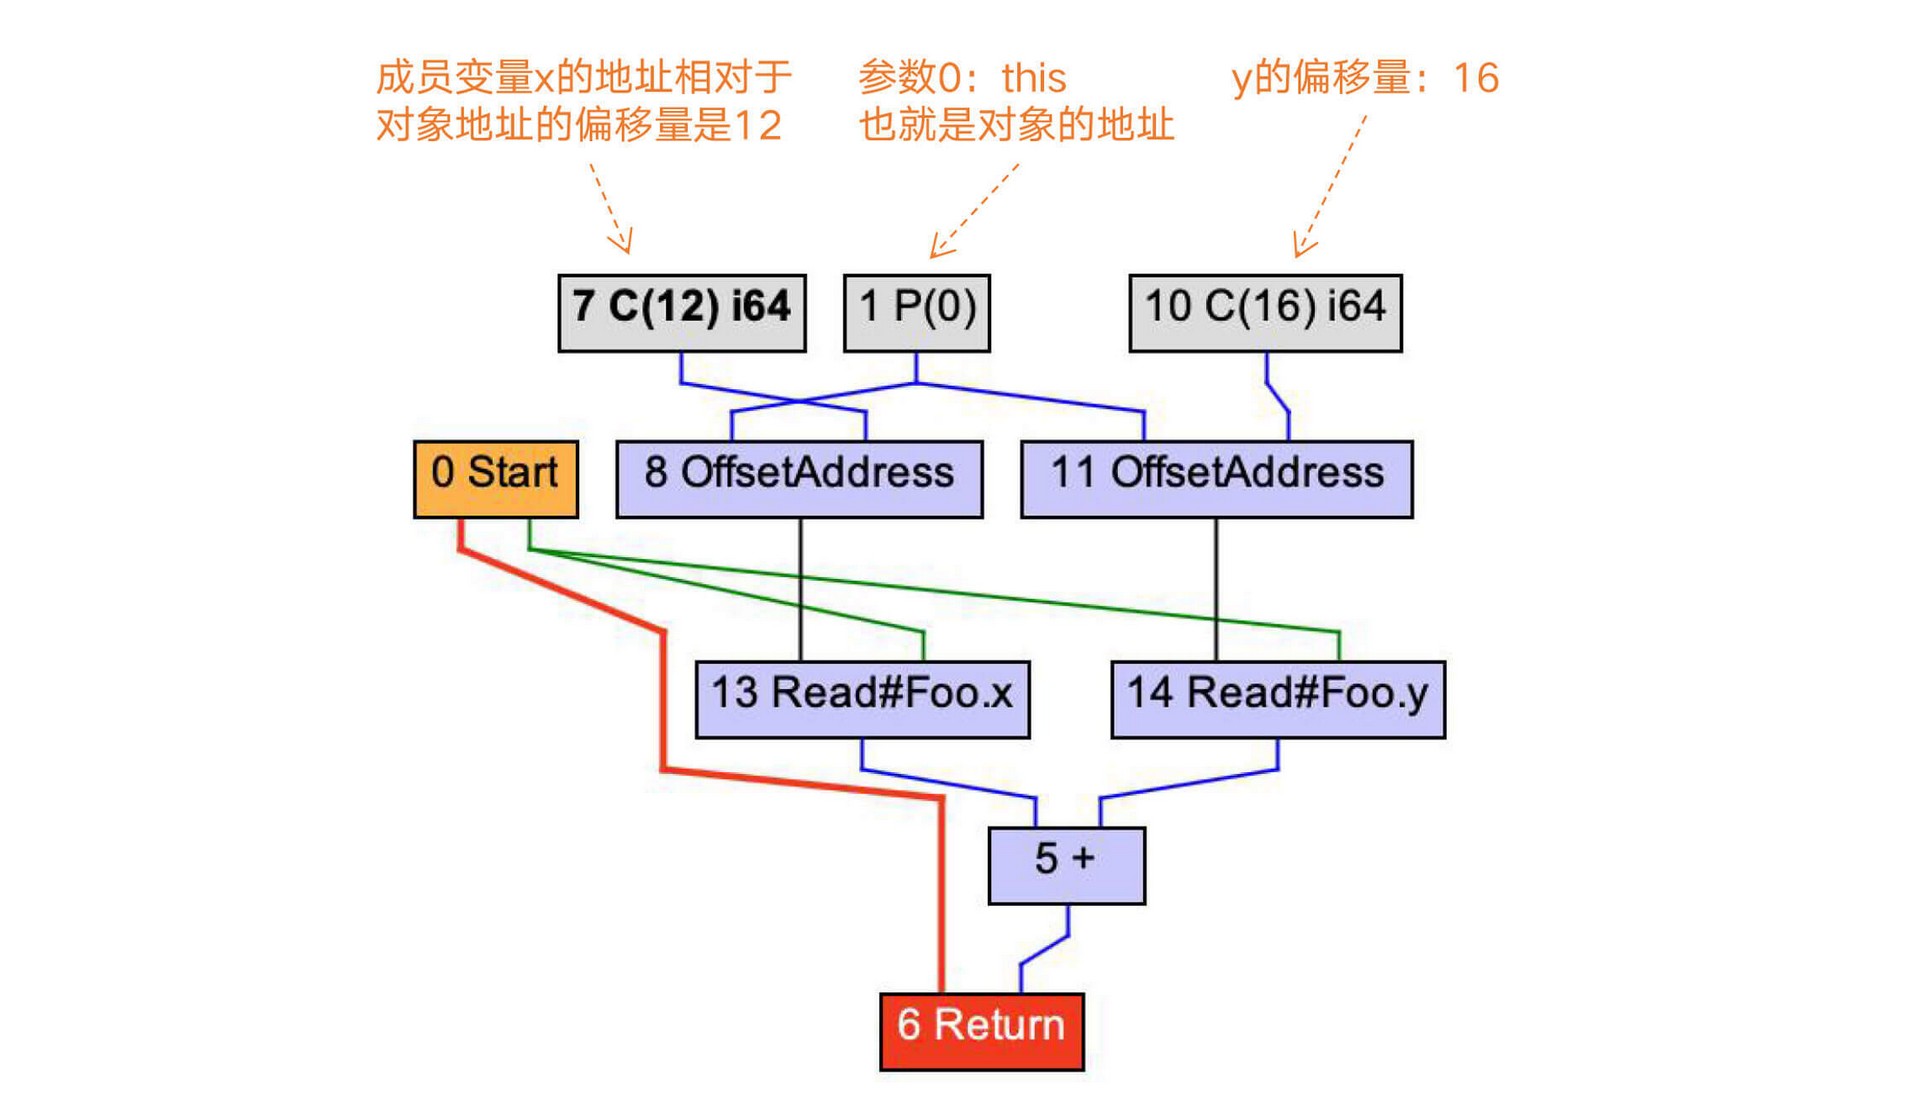 成员变量x的地址相对于
对象地址的偏移量是12
参数0：this
也就是对象的地址
y的偏移量：16
7 C(12) i64
1 P(0)
10 C(16) i64
0 Start
8 OffsetAddress
11 OffsetAddress
13 Read#Foo.x
14 Read#Foo.y
5 +
6 Return